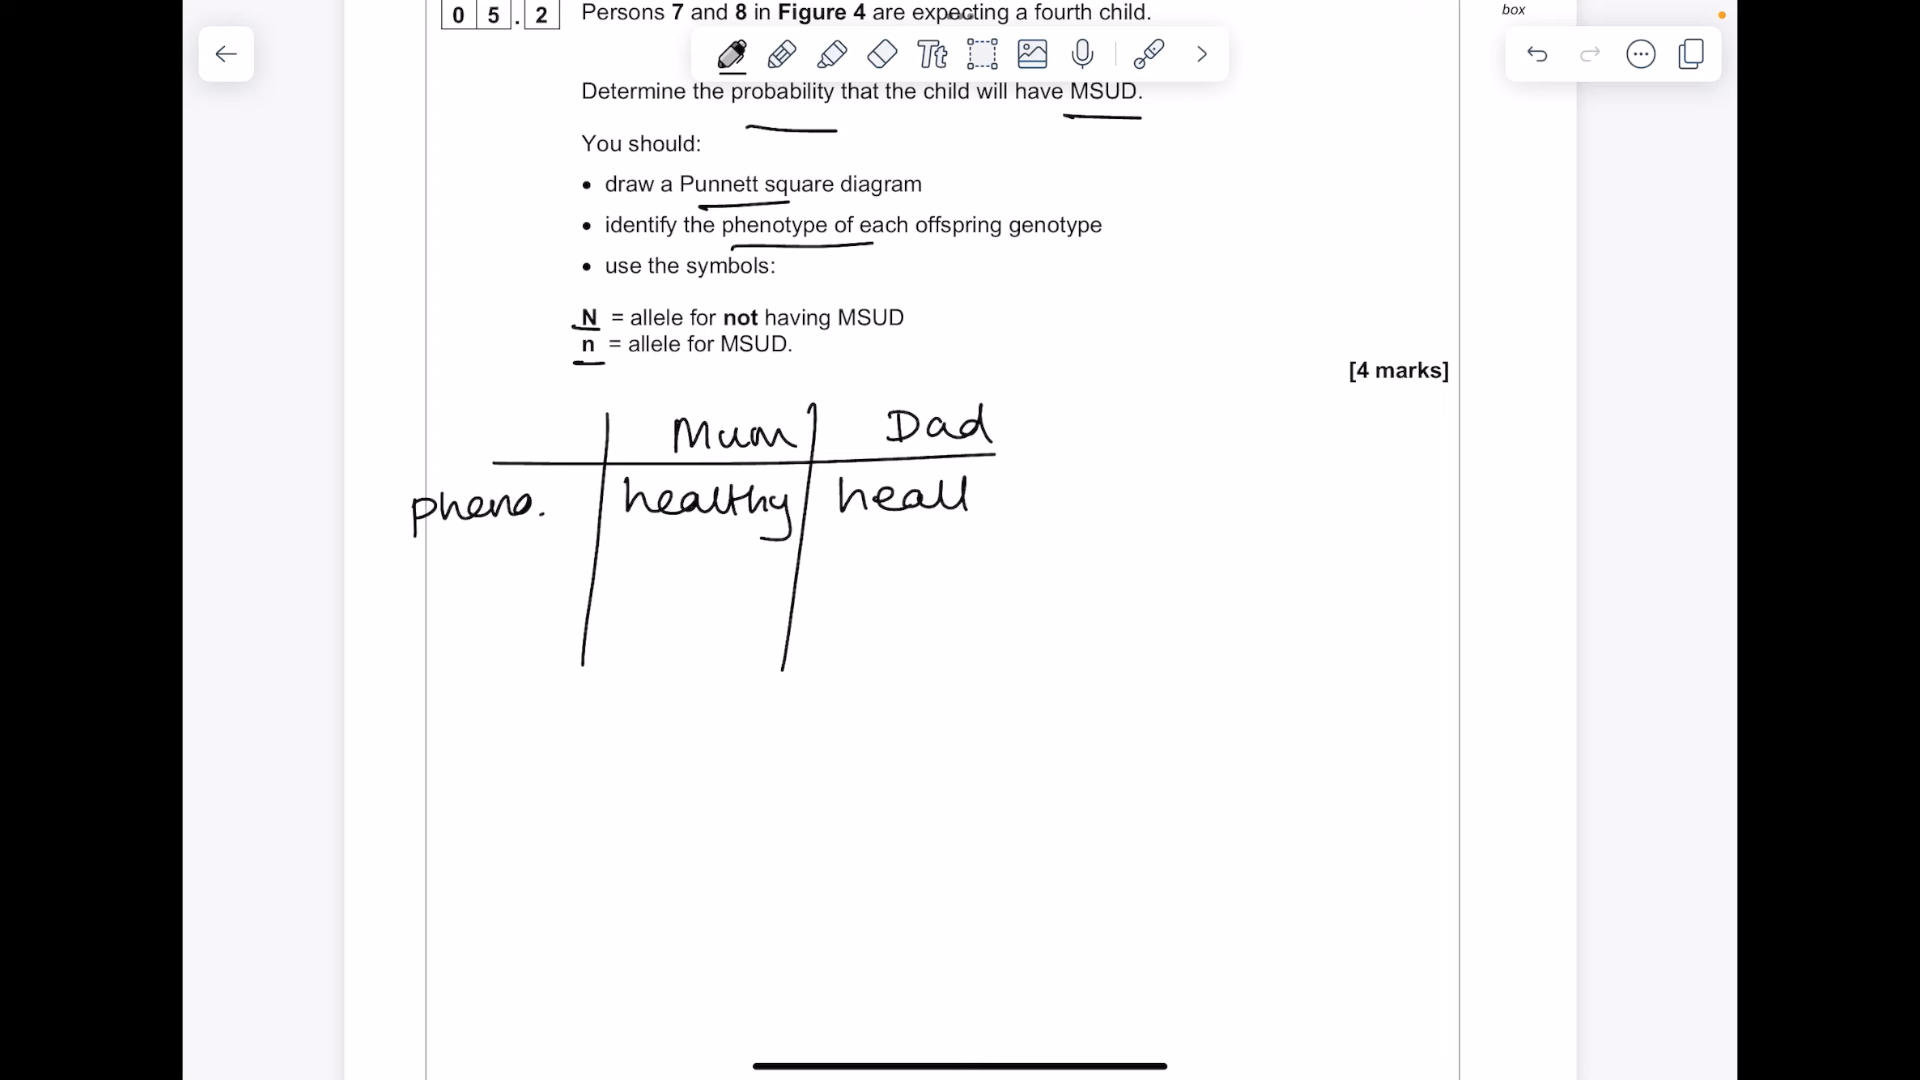 box
0 5 . 2 Persons 7 and 8 in Figure 4 are expecting a fourth child.
Tt
Determine the probability that the child will have MSUD.
You should:
• draw a Punnett square diagram
• identify the phenotype of each offspring genotype
• use the symbols:
N = allele for not having MSUD
n = allele for MSUD.
[4 marks]
Mum Dad
pheno. healthy heall